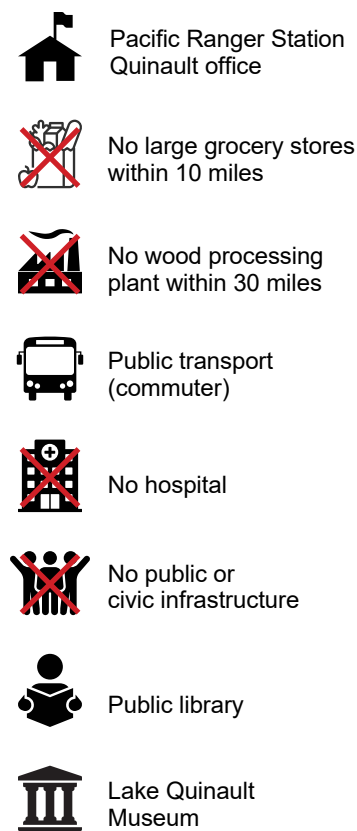 Pacific Ranger Station
Quinault office
No large grocery stores
within 10 miles
No wood processing
plant within 30 miles
Public transport
(commuter)
No hospital
No public or
civic infrastructure
Public library
Lake Quinault
Museum